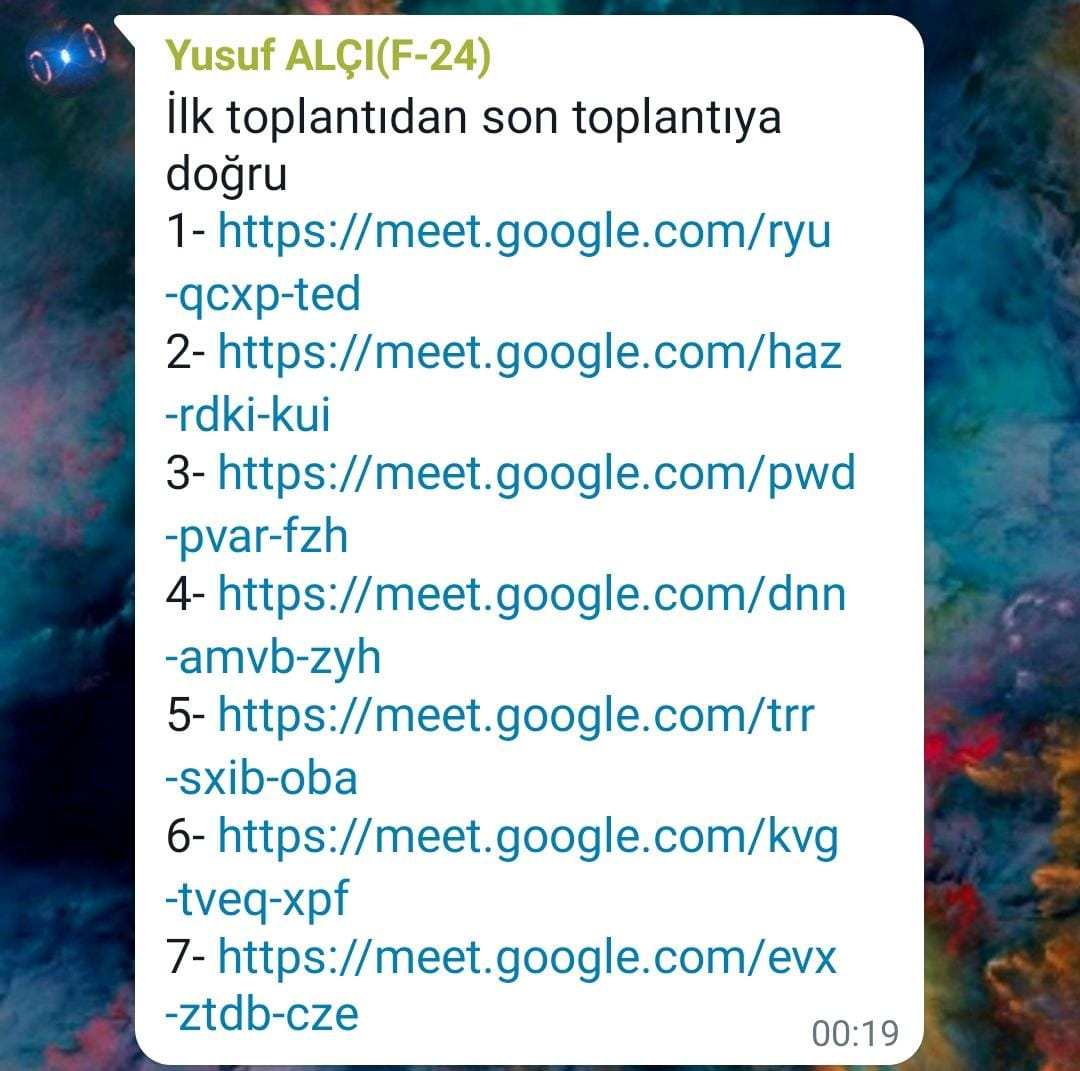 Yusuf ALÇI(F-24)
İlk toplantıdan son toplantıya
doğru
1- https://meet.google.com/ryu
-qcxp-ted
2- https://meet.google.com/haz
-rdki-kui
3- https://meet.google.com/pwd
-pvar-fzh
4- https://meet.google.com/dnn
-amvb-zyh
5- https://meet.google.com/trr
-sxib-oba
6- https://meet.google.com/kvg
-tveq-xpf
7- https://meet.google.com/evx
-ztdb-cze
00:19